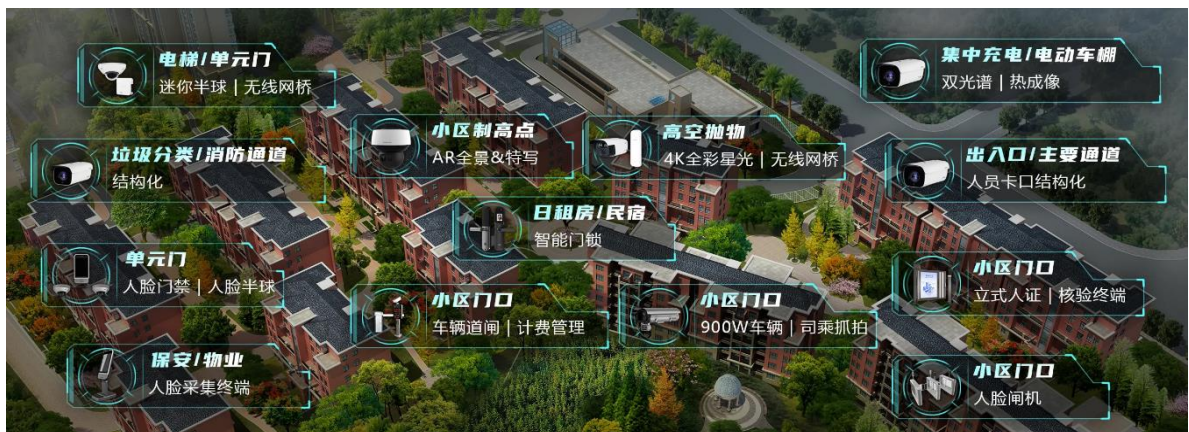 电梯/单元门
迷你半球 | 无线网桥
集中充电/电动车棚
双光谱 | 热成像
小区制高点
AR全景&特写
高空抛物
4K全彩星光 | 无线网桥
垃圾分类/消防通道
结构化
出入口/主要通道
人员卡口结构化
日租房/民宿
智能门锁
单元门
人脸门禁 | 人脸半球
小区门口
立式人证 | 核验终端
小区门口
车辆道闸 | 计费管理
小区门口
900W车辆 | 司乘抓拍
保安/物业
人脸采集终端
小区门口
人脸闸机